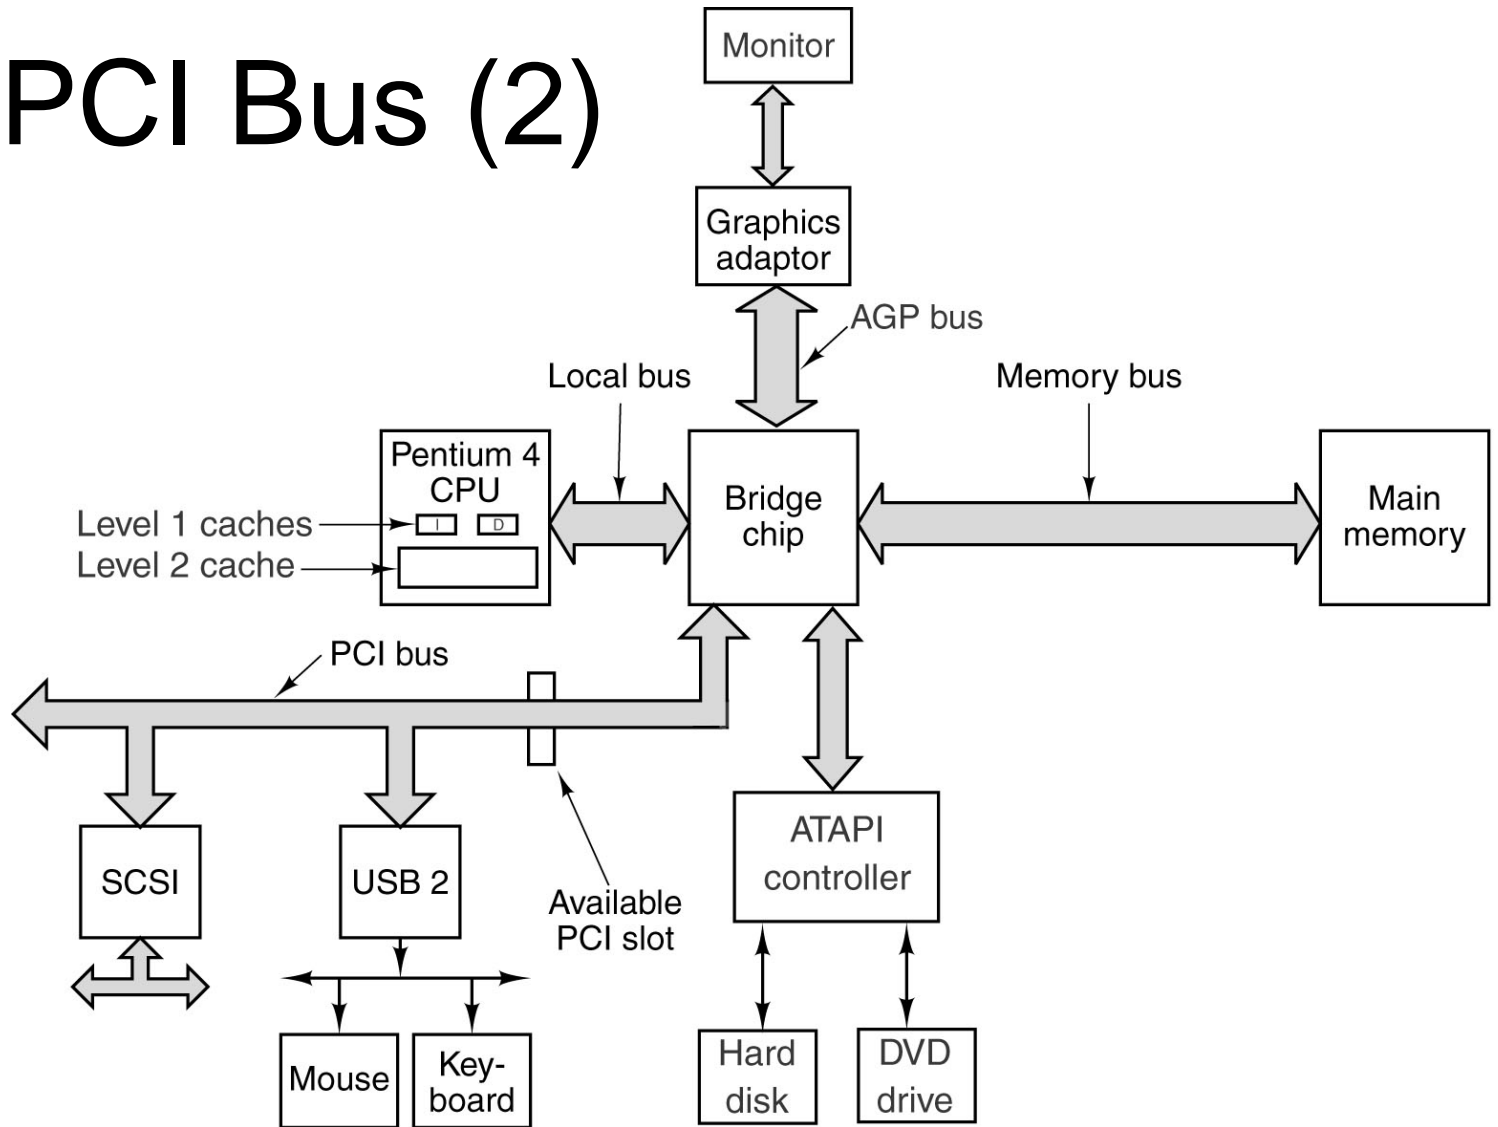 PCI Bus (2)
Monitor
Graphics
adaptor
AGP bus
Local bus
Memory bus
Pentium 4
CPU
Level 1 caches
I
D
Level 2 cache
Bridge
chip
Main
memory
PCI bus
SCSI
USB 2
Available
PCI slot
ATAPI
controller
Mouse
Key-
board
Hard
disk
DVD
drive